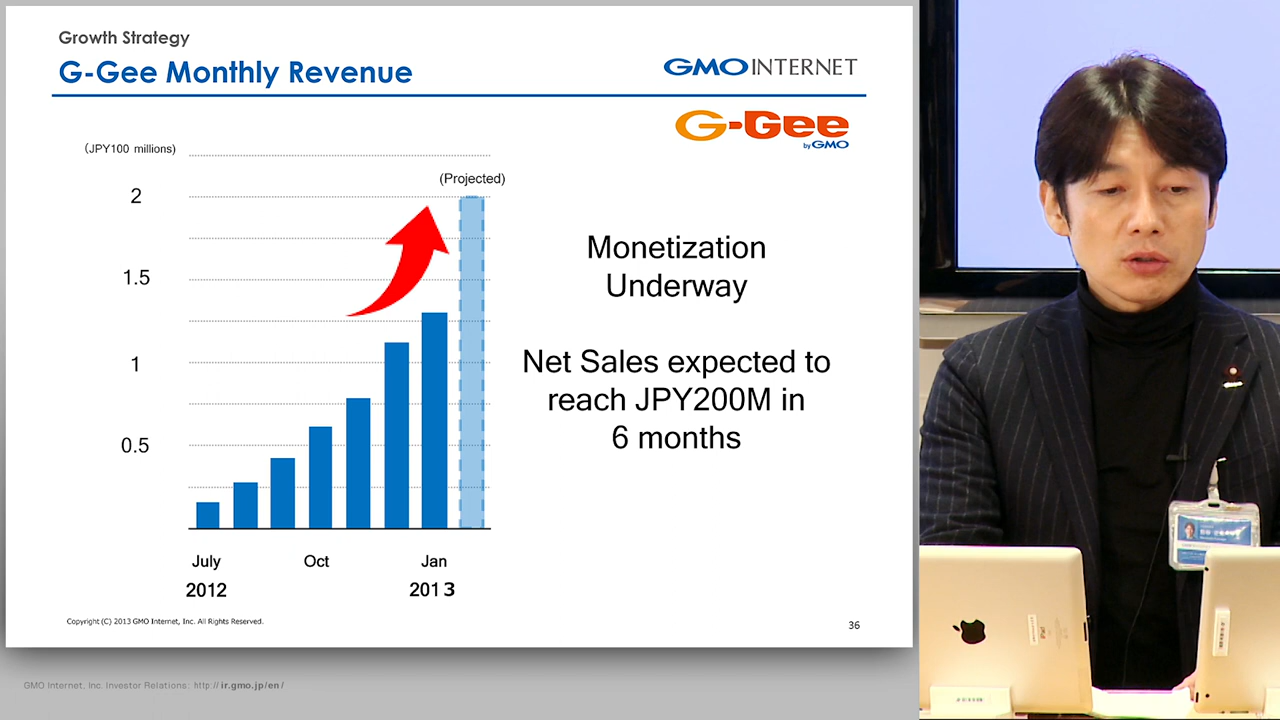 Growth Strategy
G-Gee Monthly Revenue
GMO INTERNET
G-Gee
by GMO
(JPY100 millions)
(Projected)
2
1.5
1
0.5
Monetization
Underway
Net Sales expected to
reach JPY200M in
6 months
July
Oct
Jan
2012
2013
Copyright (C) 2013 GMO Internet, Inc. All Rights Reserved.
36
GMO Internet, Inc. Investor Relations: http://ir.gmo.jp/en/
iPad